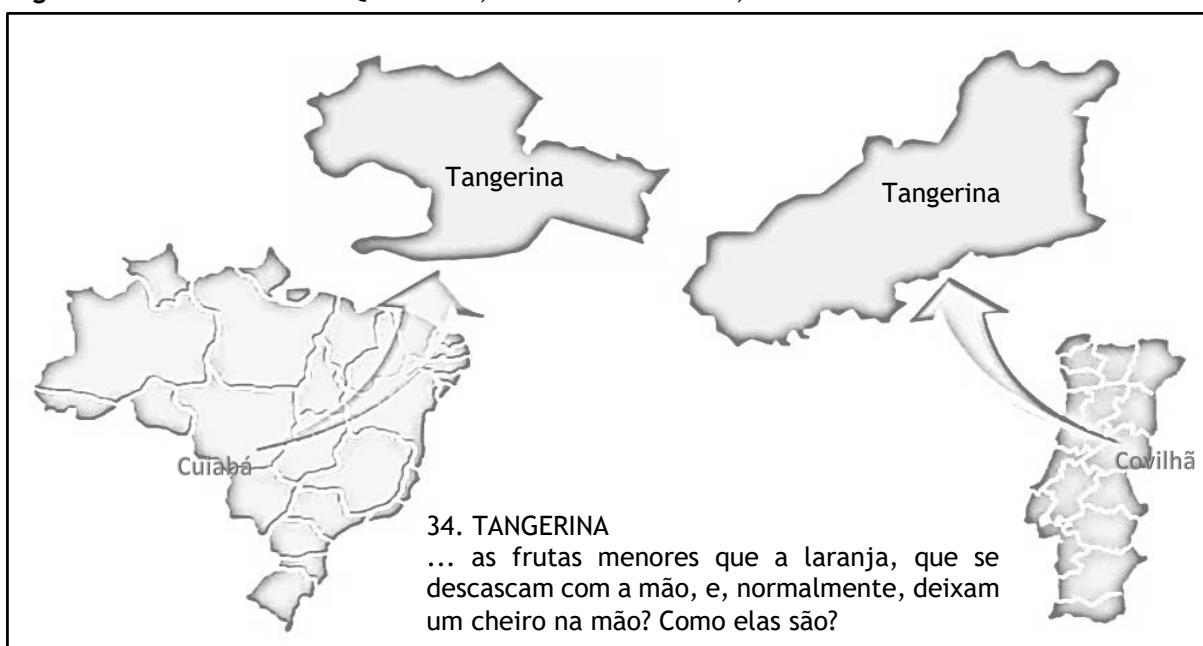 Tangerina
Tangerina
Cuiabá
Covilhã
34. TANGERINA
... as frutas menores que a laranja, que se
descascam com a mão, e, normalmente, deixam
um cheiro na mão? Como elas são?